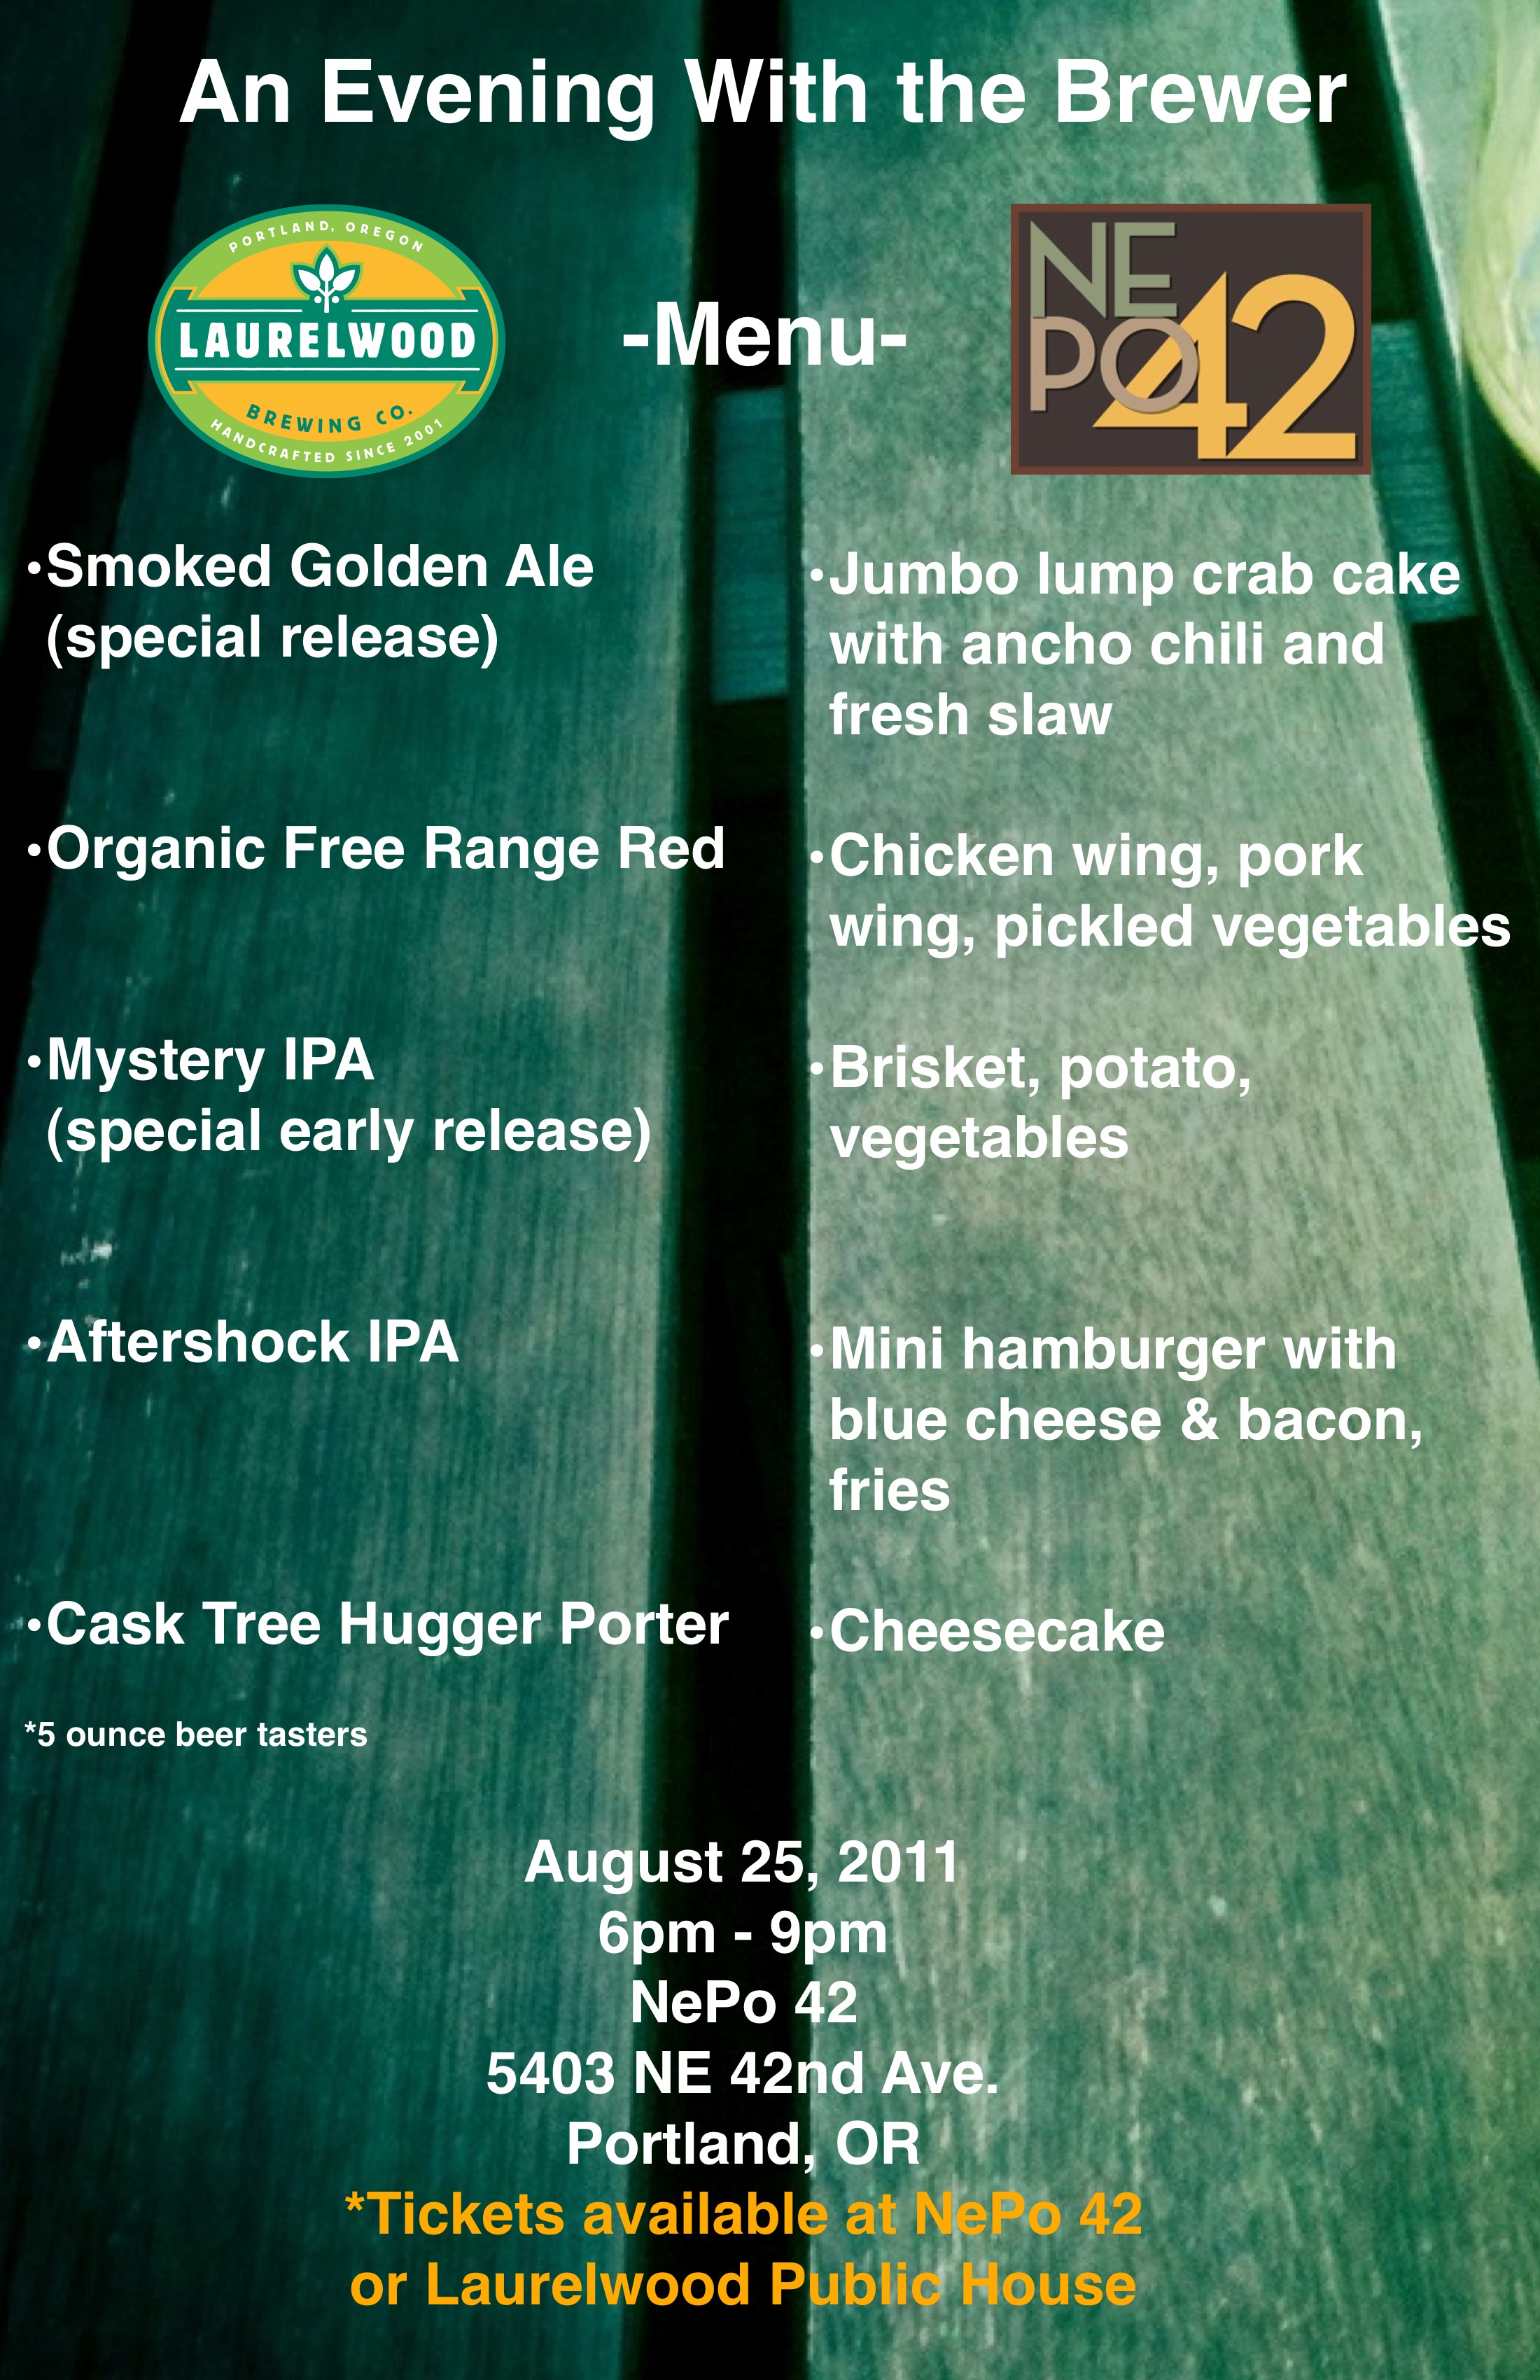 An Evening With the Brewer
PORTLAND, OREGON
LAURELWOOD
BREWING CO.
HANDCRAFTED SINCE 2001
-Menu-
NE
PO42
•Smoked Golden Ale
(special release)
•Organic Free Range Red
•Mystery IPA
(special early release)
•Aftershock IPA
•Cask Tree Hugger Porter
*5 ounce beer tasters
•Jumbo lump crab cake
with ancho chili and
fresh slaw
•Chicken wing, pork
wing, pickled vegetables
•Brisket, potato,
vegetables
•Mini hamburger with
blue cheese & bacon,
fries
•Cheesecake
August 25, 2011
6pm - 9pm
NePo 42
5403 NE 42nd Ave.
Portland, OR
*Tickets available at NePo 42
or Laurelwood Public House